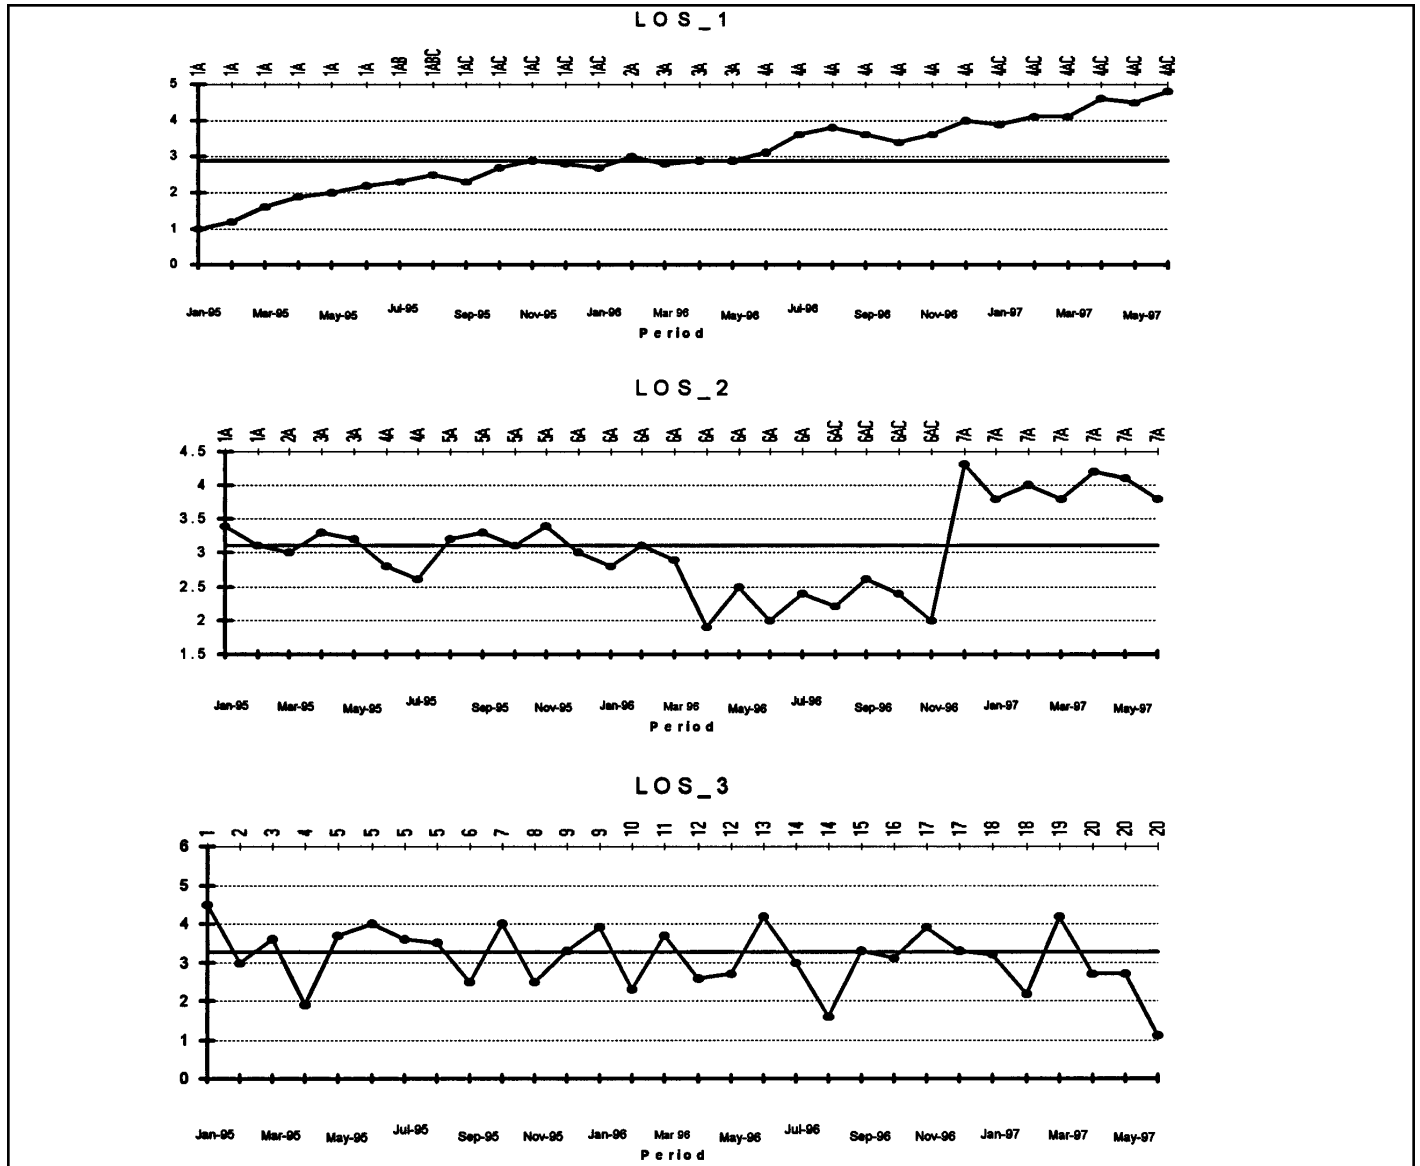 LOS_1
1A 1A 1A 1A 1A 1A 1AB 1ABC 1AC 1AC 1AC 1AC 1AC 2A 3A 3A 3A 4A 4A 4A 4A 4A 4A 4A 4AC 4AC 4AC 4AC 4AC 4AC
5
4
3
2
1
0
Jan-95 Mar-95 May-95 Jul-95 Sep-95 Nov-95 Jan-96 Mar 96 May-96 Jul-96 Sep-96 Nov-96 Jan-97 Mar-97 May-97
Period
LOS_2
1A 1A 2A 3A 3A 4A 4A 5A 5A 5A 5A 6A 6A 6A 6A 6A 6A 6A 6A 6AC 6AC 6AC 6AC 7A 7A 7A 7A 7A 7A 7A
4.5
4
3.5
3
2.5
2
1.5
Jan-95 Mar-95 May-95 Jul-95 Sep-95 Nov-95 Jan-96 Mar 96 May-96 Jul-96 Sep-96 Nov-96 Jan-97 Mar-97 May-97
Period
LOS_3
1 2 3 4 5 5 5 5 6 7 8 9 9 10 11 12 12 13 14 14 15 16 17 17 18 18 19 20 20 20
6
5
4
3
2
1
0
Jan-95 Mar-95 May-95 Jul-95 Sep-95 Nov-95 Jan-96 Mar 96 May-96 Jul-96 Sep-96 Nov-96 Jan-97 Mar-97 May-97
Period